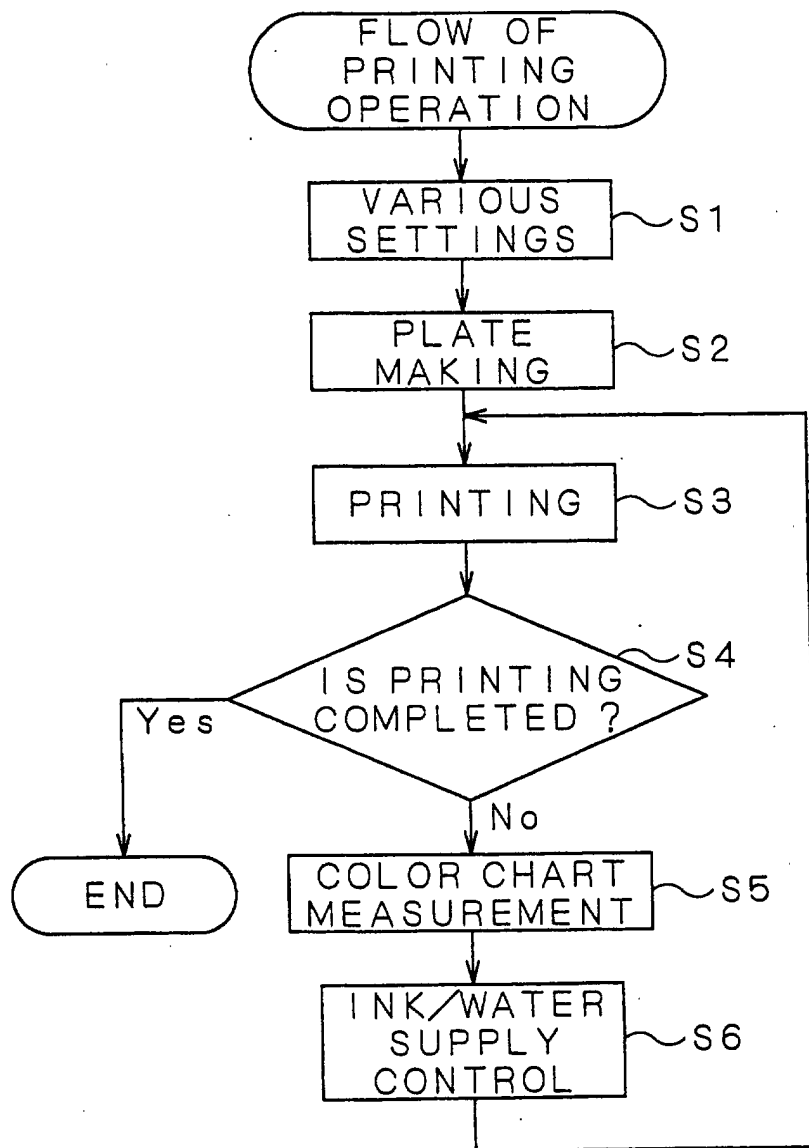 FLOW OF
PRINTING
OPERATION
VARIOUS
SETTINGS
S1
PLATE
MAKING
S2
PRINTING
S3
IS PRINTING
COMPLETED ?
S4
Yes
No
END
COLOR CHART
MEASUREMENT
S5
INK/WATER
SUPPLY
CONTROL
S6